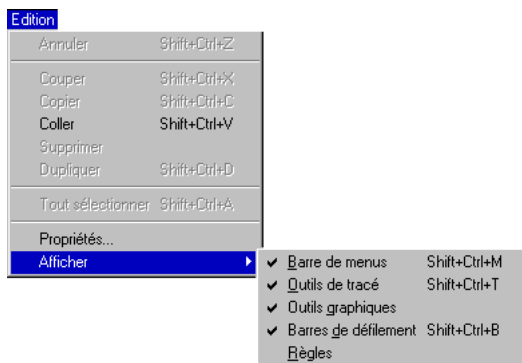 Edition
Annuler Shift+Ctrl+Z
Couper Shift+Ctrl+X
Copier Shift+Ctrl+C
Coller Shift+Ctrl+V
Supprimer
Dupliquer Shift+Ctrl+D
Tout sélectionner Shift+Ctrl+A
Propriétés...
Afficher
Barre de menus Shift+Ctrl+M
Outils de tracé Shift+Ctrl+T
Outils graphiques
Barres de défilement Shift+Ctrl+B
Règles